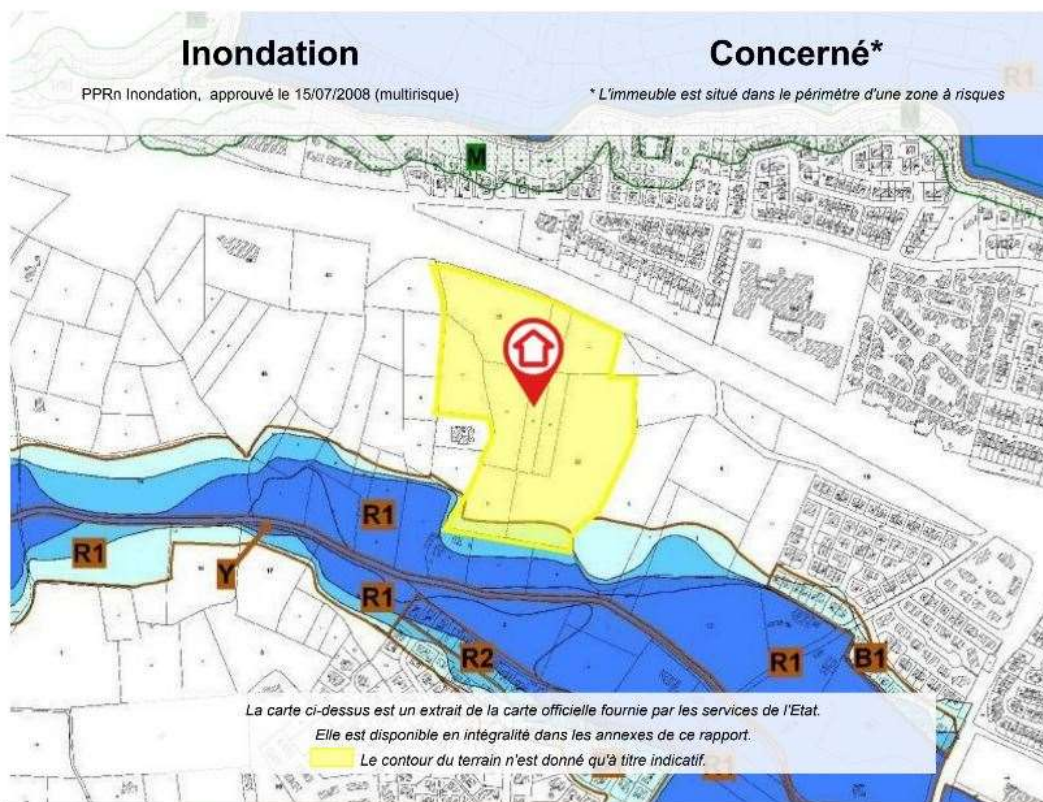 Inondation
Concerné*
PPRn Inondation, approuvé le 15/07/2008 (multirisque)
* L'immeuble est situé dans le périmètre d'une zone à risques
R1
M
R1
R1
Y
R1
R2
R1
B1
La carte ci-dessus est un extrait de la carte officielle fournie par les services de l'Etat.
Elle est disponible en intégralité dans les annexes de ce rapport.
Le contour du terrain n'est donné qu'à titre indicatif.
R1